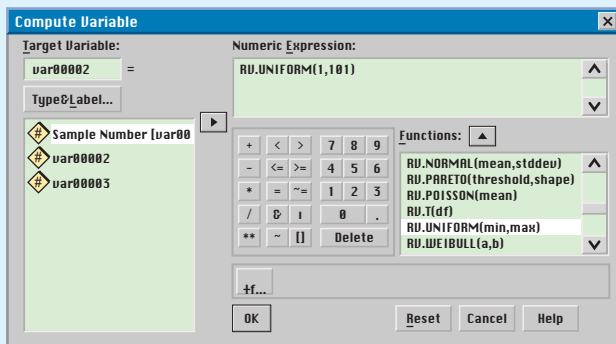 Compute Variable
Target Variable:
var00002 =
Type&Label...
Sample Number [var00
var00002
var00003
Numeric Expression:
RV.UNIFORM(1,101)
+ < > 7 8 9
- <= >= 4 5 6
* = ~= 1 2 3
/ & ı 0 .
** ~ [] Delete
Functions:
RV.NORMAL(mean,stddev)
RV.PARETO(threshold,shape)
RV.POISSON(mean)
RV.T(df)
RV.UNIFORM(min,max)
RV.WEIBULL(a,b)
If...
OK
Reset Cancel Help